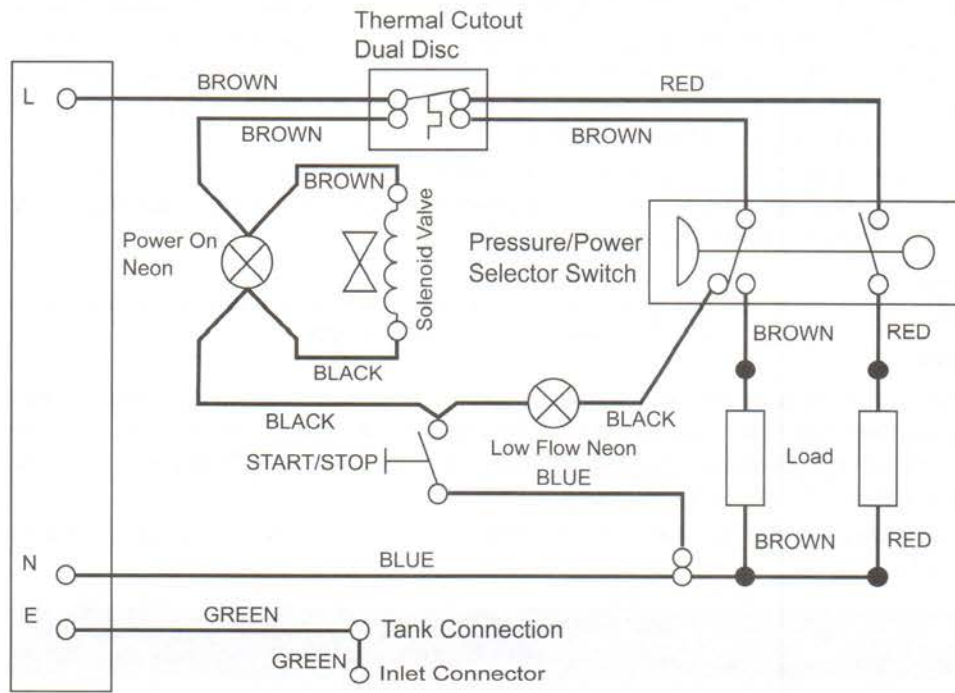 Thermal Cutout
Dual Disc
L
BROWN
RED
BROWN
BROWN
BROWN
Solenoid Valve
Power On
Neon
Pressure/Power
Selector Switch
BROWN
RED
BLACK
BLACK
BLACK
Low Flow Neon
START/STOP
Load
BLUE
BROWN
RED
N
BLUE
E
GREEN
Tank Connection
GREEN
Inlet Connector